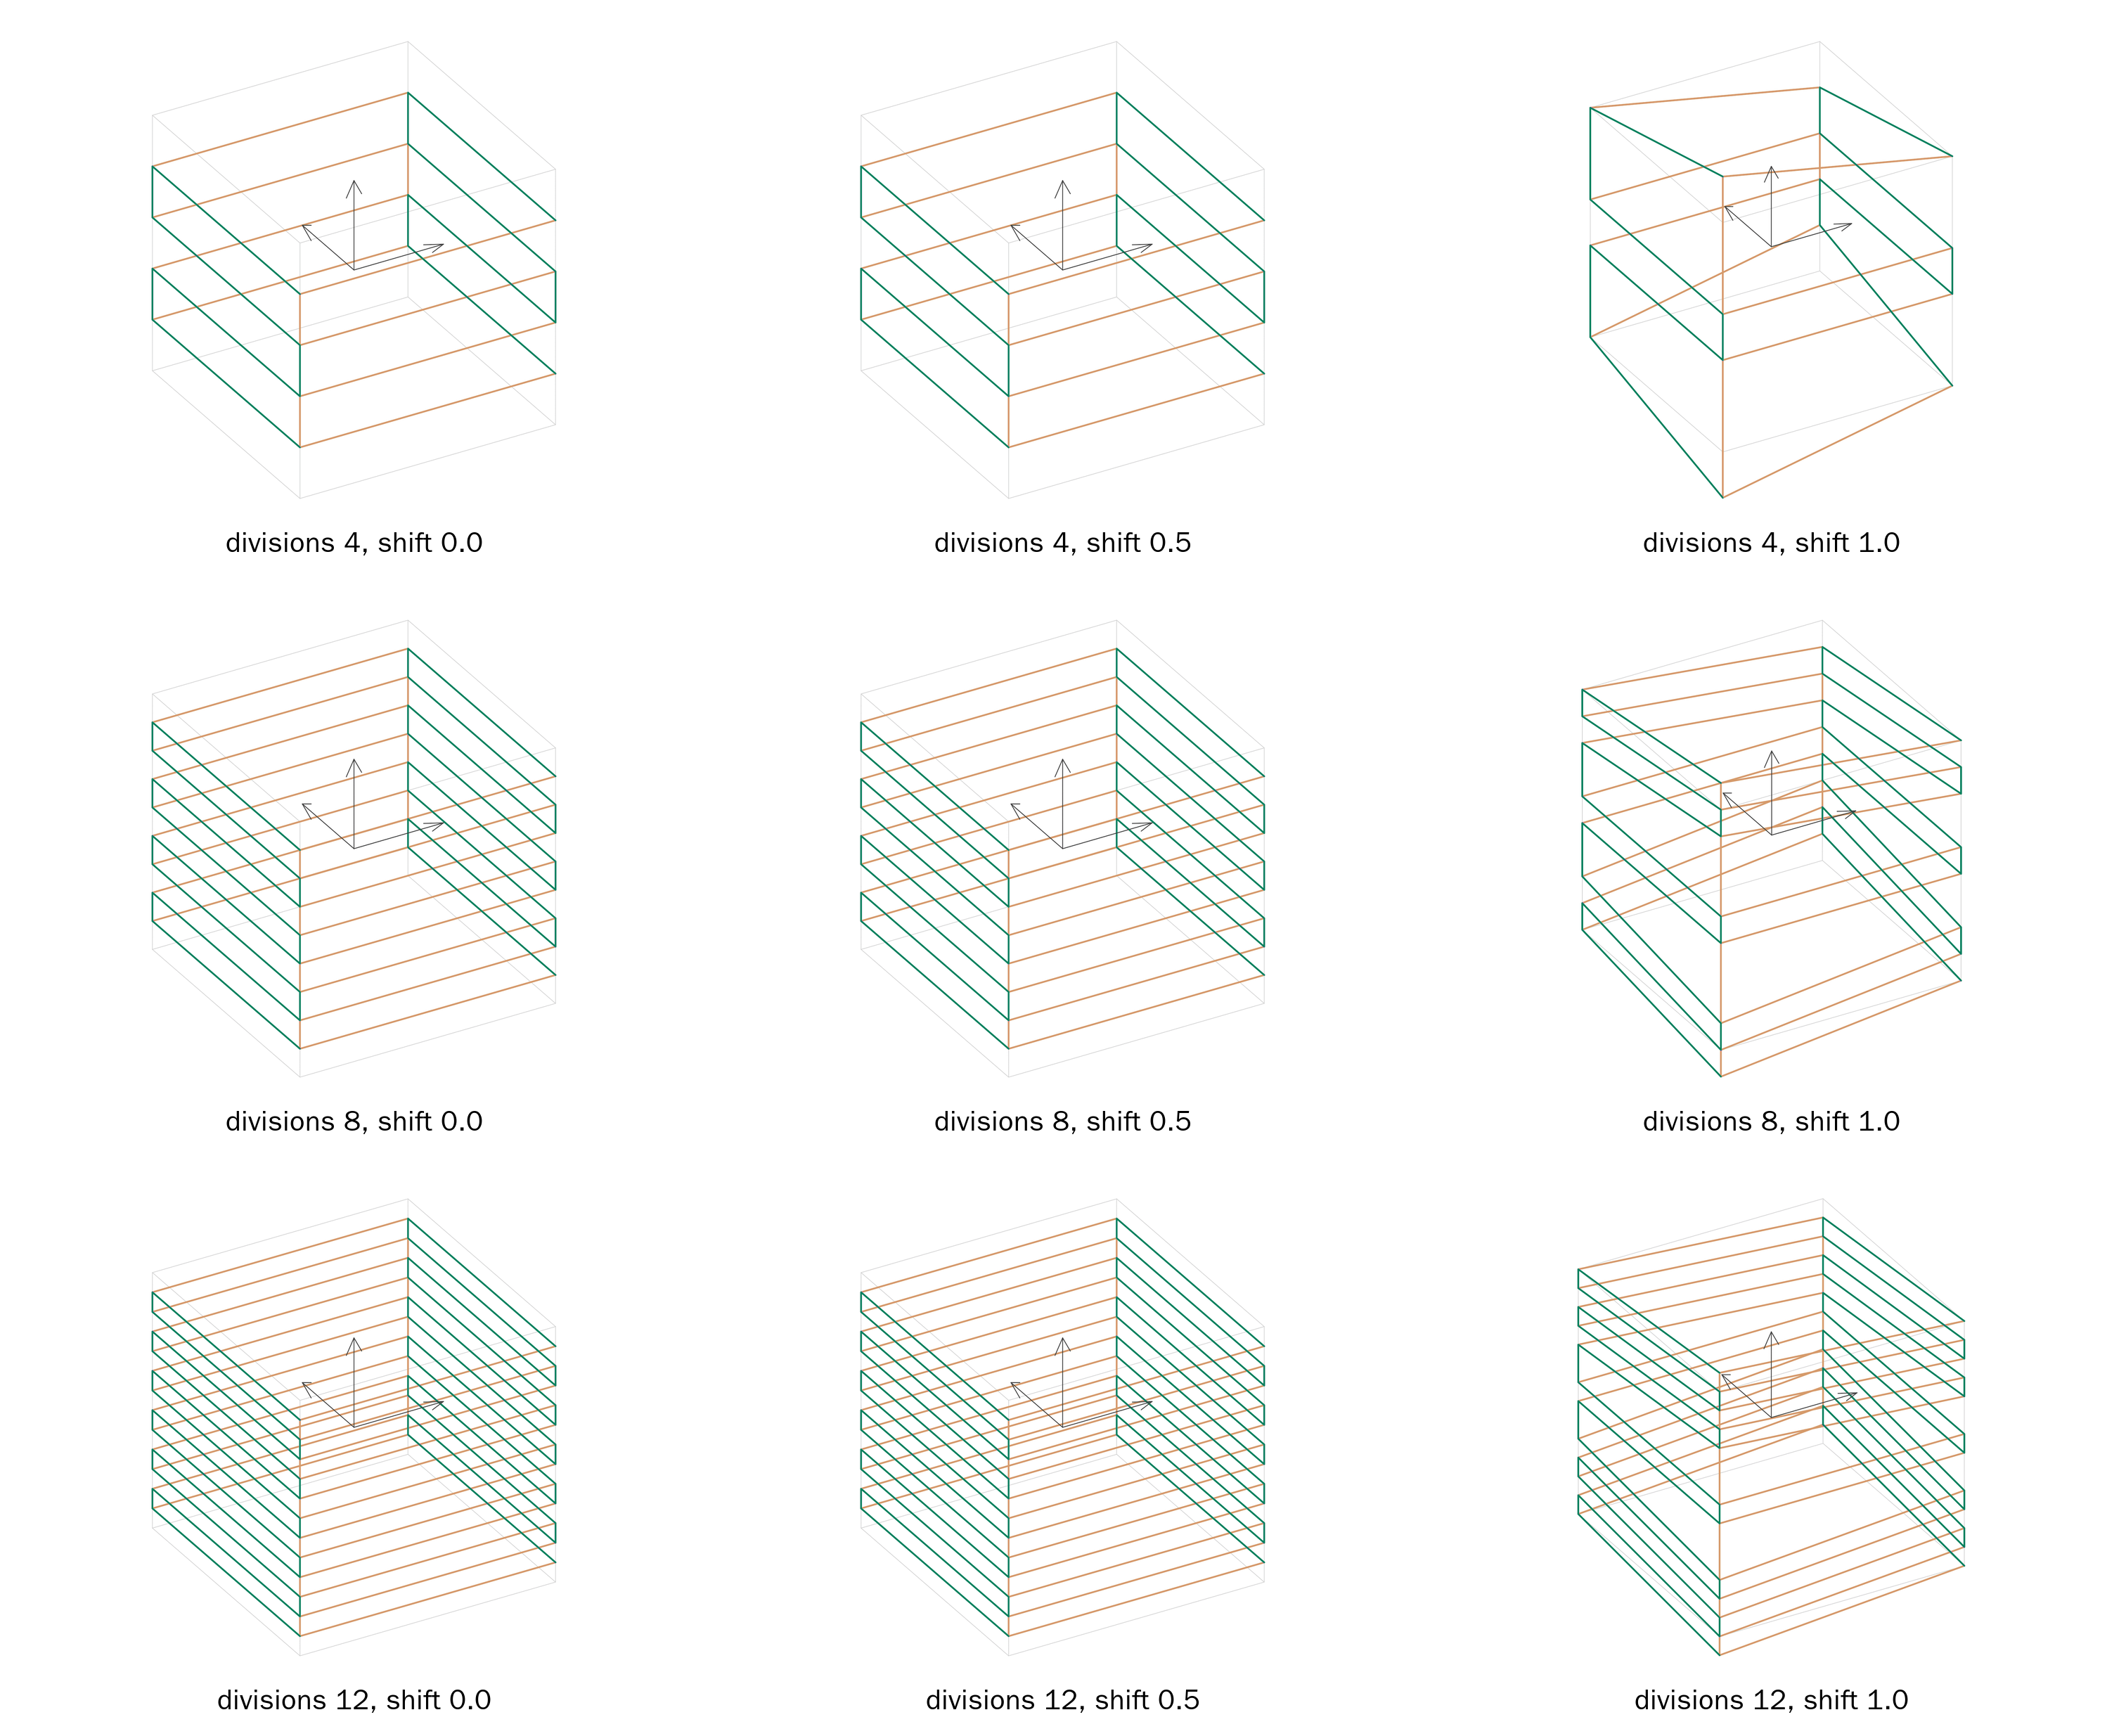 divisions 4, shift 0.0
divisions 4, shift 0.5
divisions 4, shift 1.0
divisions 8, shift 0.0
divisions 8, shift 0.5
divisions 8, shift 1.0
divisions 12, shift 0.0
divisions 12, shift 0.5
divisions 12, shift 1.0